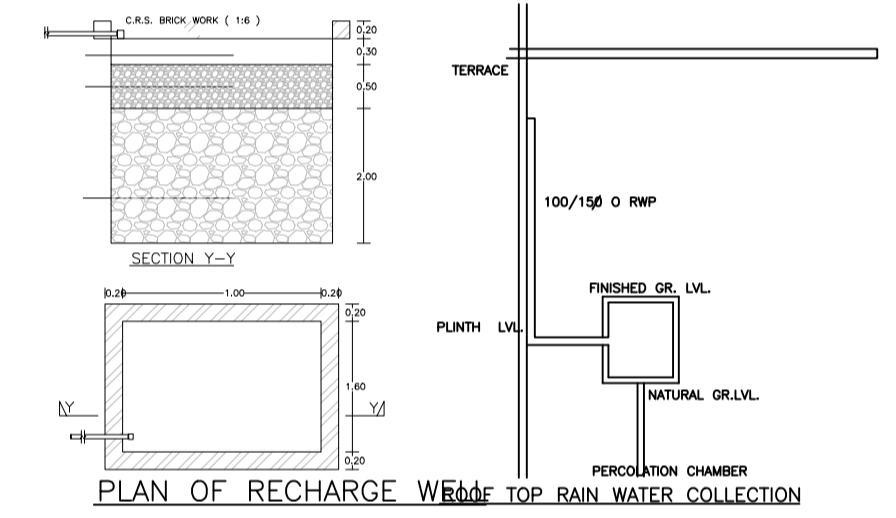 C.R.S. BRICK WORK ( 1:6 )
0.20
0.30
0.50
2.00
SECTION Y-Y
0.20 1.00 0.20
0.20
1.60
0.20
Y Y
PLAN OF RECHARGE WELL
TERRACE
100/150 O RWP
FINISHED GR. LVL.
PLINTH LVL.
NATURAL GR.LVL.
PERCOLATION CHAMBER
ROOF TOP RAIN WATER COLLECTION